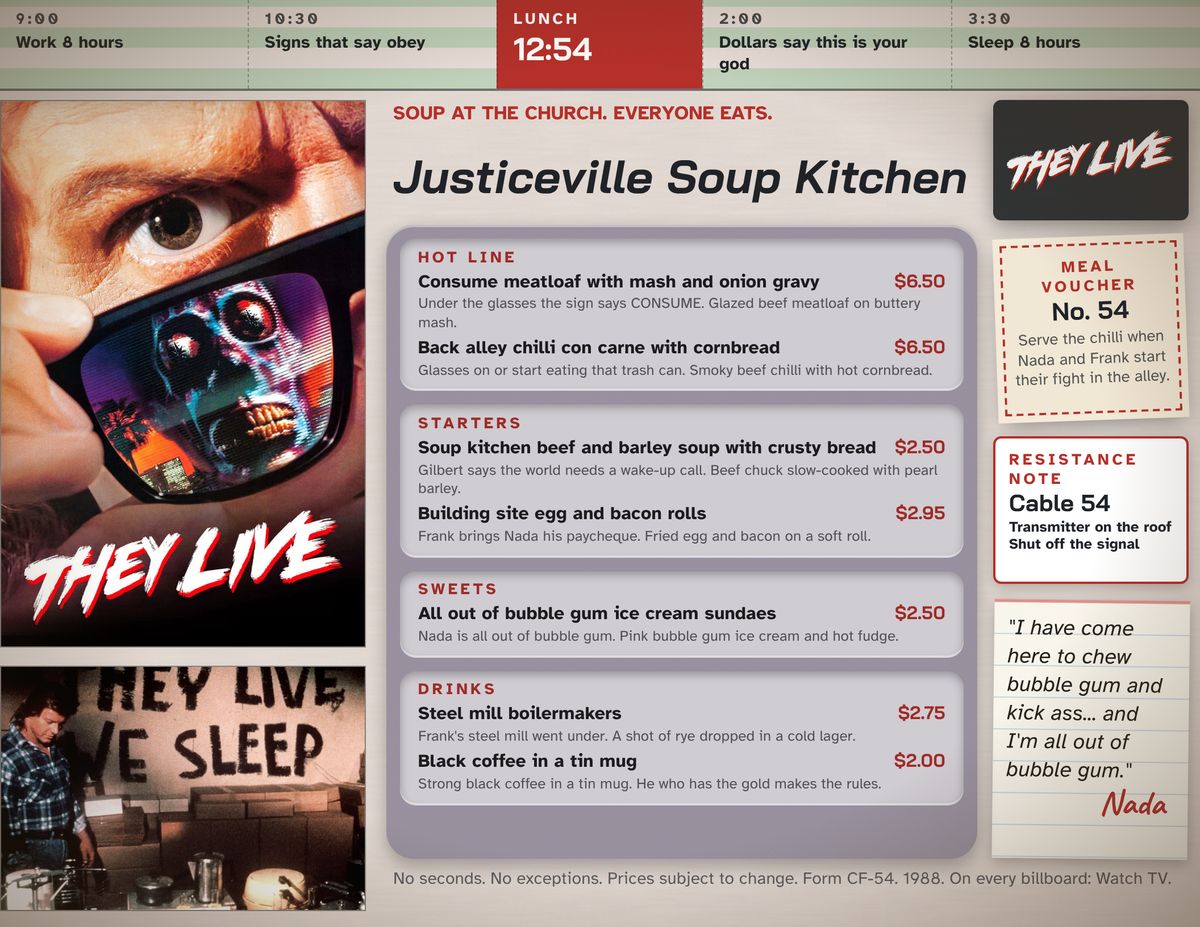 9:00
Work 8 hours
10:30
Signs that say obey
LUNCH
12:54
2:00
Dollars say this is your
god
3:30
Sleep 8 hours
THEY LIVE
HEY LIVE
WE SLEEP
SOUP AT THE CHURCH. EVERYONE EATS.
Justiceville Soup Kitchen
HOT LINE
Consume meatloaf with mash and onion gravy $6.50
Under the glasses the sign says CONSUME. Glazed beef meatloaf on buttery
mash.
Back alley chilli con carne with cornbread $6.50
Glasses on or start eating that trash can. Smoky beef chilli with hot cornbread.
STARTERS
Soup kitchen beef and barley soup with crusty bread $2.50
Gilbert says the world needs a wake-up call. Beef chuck slow-cooked with pearl
barley.
Building site egg and bacon rolls $2.95
Frank brings Nada his paycheque. Fried egg and bacon on a soft roll.
SWEETS
All out of bubble gum ice cream sundaes $2.50
Nada is all out of bubble gum. Pink bubble gum ice cream and hot fudge.
DRINKS
Steel mill boilermakers $2.75
Frank's steel mill went under. A shot of rye dropped in a cold lager.
Black coffee in a tin mug $2.00
Strong black coffee in a tin mug. He who has the gold makes the rules.
No seconds. No exceptions. Prices subject to change. Form CF-54. 1988. On every billboard: Watch TV.
THEY LIVE
MEAL
VOUCHER
No. 54
Serve the chilli when
Nada and Frank start
their fight in the alley.
RESISTANCE
NOTE
Cable 54
Transmitter on the roof
Shut off the signal
"I have come
here to chew
bubble gum and
kick ass... and
I'm all out of
bubble gum."
Nada